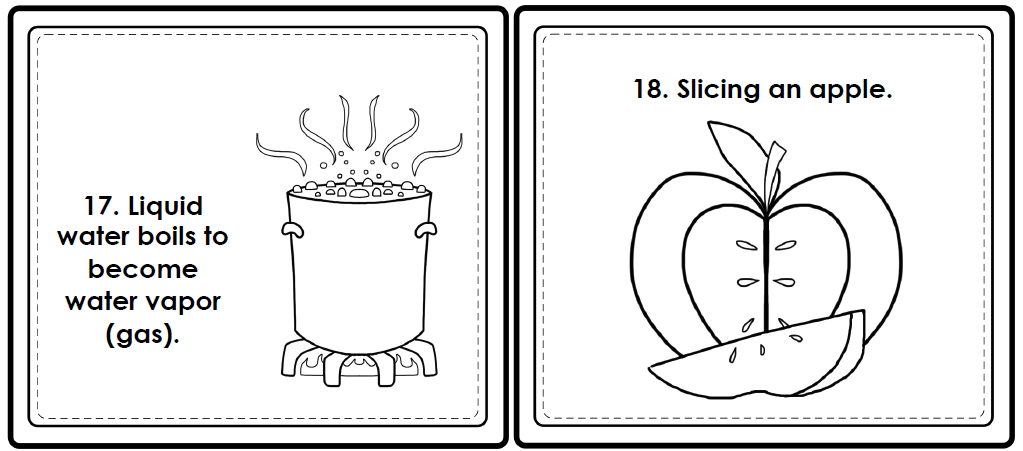 17. Liquid
water boils to
become
water vapor
(gas).
18. Slicing an apple.